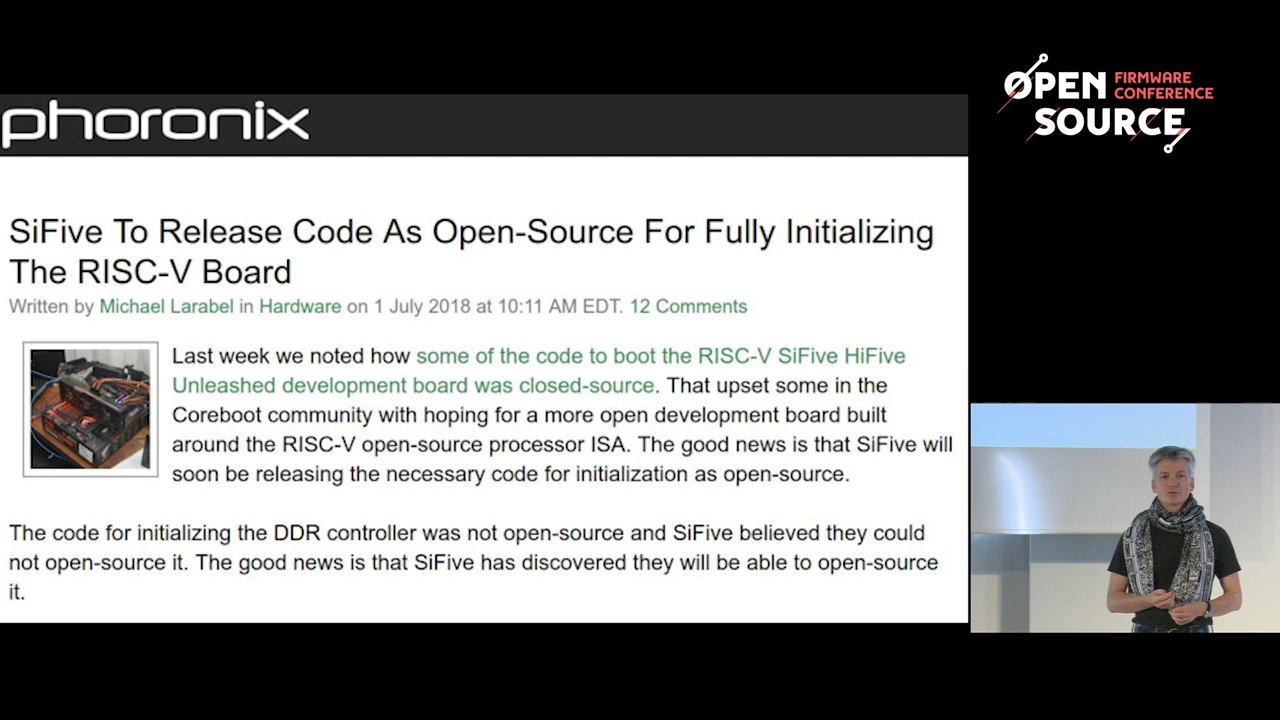 phoronix
SiFive To Release Code As Open-Source For Fully Initializing
The RISC-V Board
Written by Michael Larabel in Hardware on 1 July 2018 at 10:11 AM EDT. 12 Comments
Last week we noted how some of the code to boot the RISC-V SiFive HiFive
Unleashed development board was closed-source. That upset some in the
Coreboot community with hoping for a more open development board built
around the RISC-V open-source processor ISA. The good news is that SiFive will
soon be releasing the necessary code for initialization as open-source.
The code for initializing the DDR controller was not open-source and SiFive believed they could
not open-source it. The good news is that SiFive has discovered they will be able to open-source
it.
OPEN FIRMWARE
CONFERENCE
SOURCE